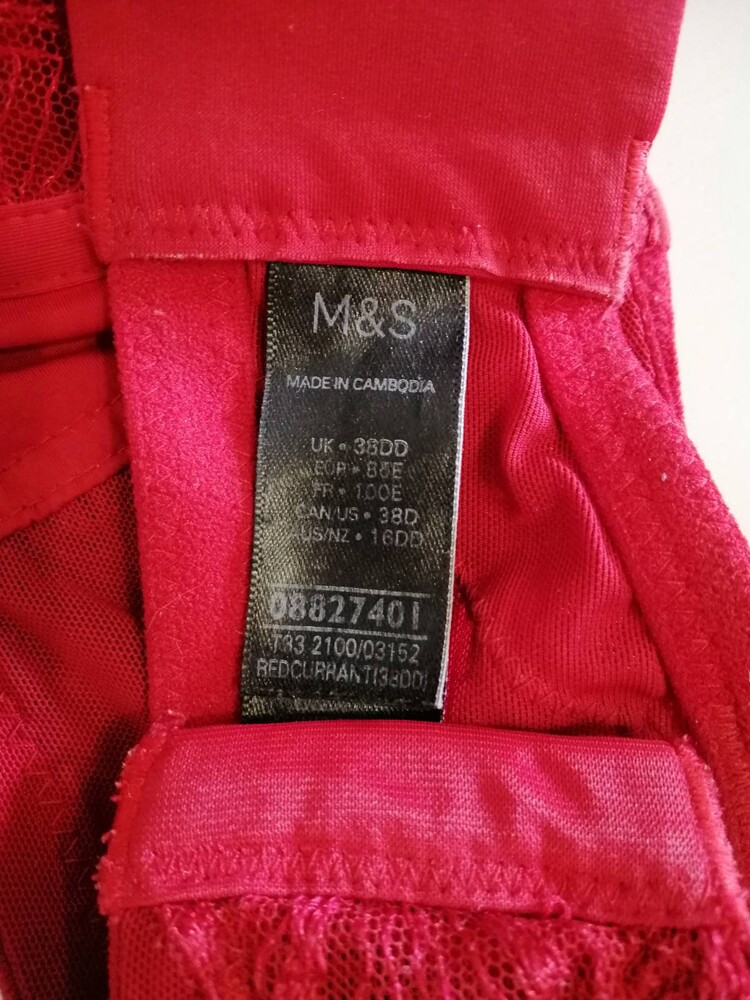 M&S
MADE IN CAMBODIA
UK • 38DD
EUR • 85E
FR • 100E
CAN/US • 38D
US/NZ • 16DD
08827401
T33 2100/03152
REDCURRANT(38DD)